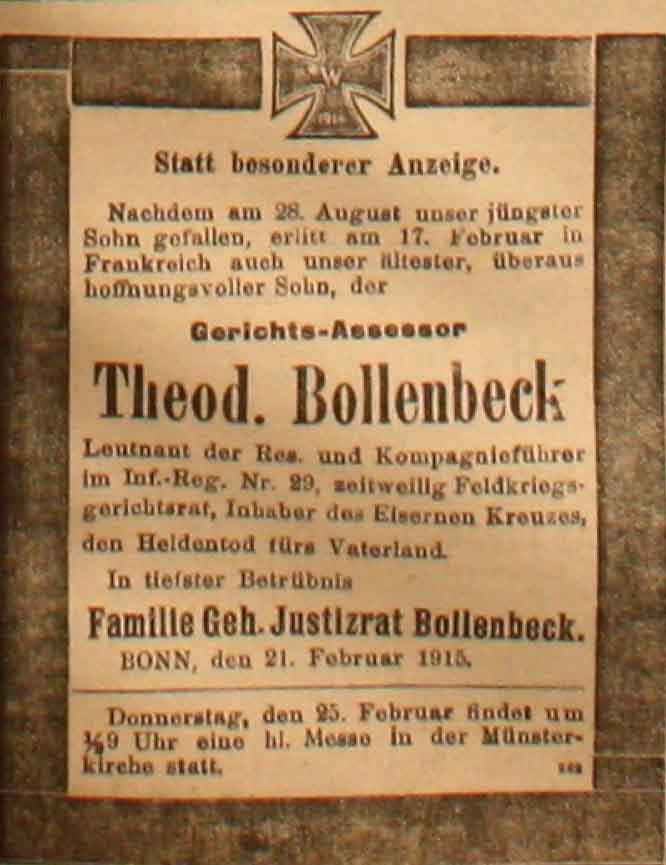 W
1914
Statt besonderer Anzeige.
Nachdem am 28. August unser jüngster
Sohn gefallen, erlitt am 17. Februar in
Frankreich auch unser ältester, überaus
hoffnungsvoller Sohn, der
Gerichts-Assessor
Theod. Bollenbeck
Leutnant der Res. und Kompagnieführer
im Inf.-Reg. Nr. 29, zeitweilig Feldkriegs-
gerichtsrat, Inhaber des Eisernen Kreuzes,
den Heldentod fürs Vaterland.
In tiefster Betrübnis
Familie Geh. Justizrat Bollenbeck.
BONN, den 21. Februar 1915.
Donnerstag, den 25. Februar findet um
½9 Uhr eine hl. Messe in der Münster-
kirche statt.